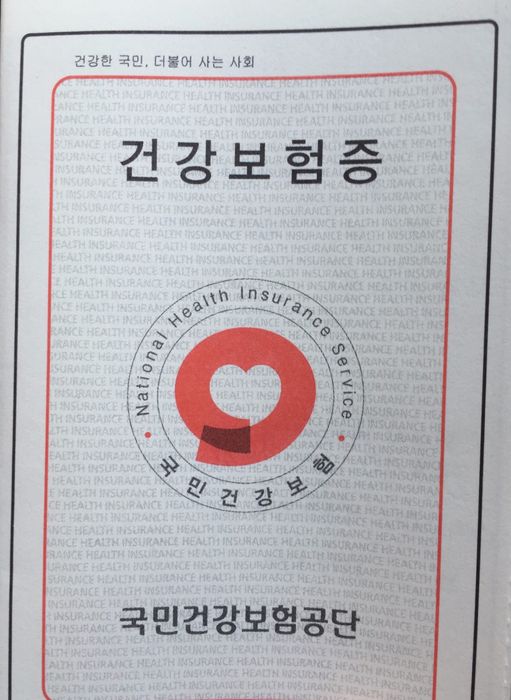 건강한 국민, 더불어 사는 사회
건강보험증
National Health Insurance Service
국민건강보험
국민건강보험공단